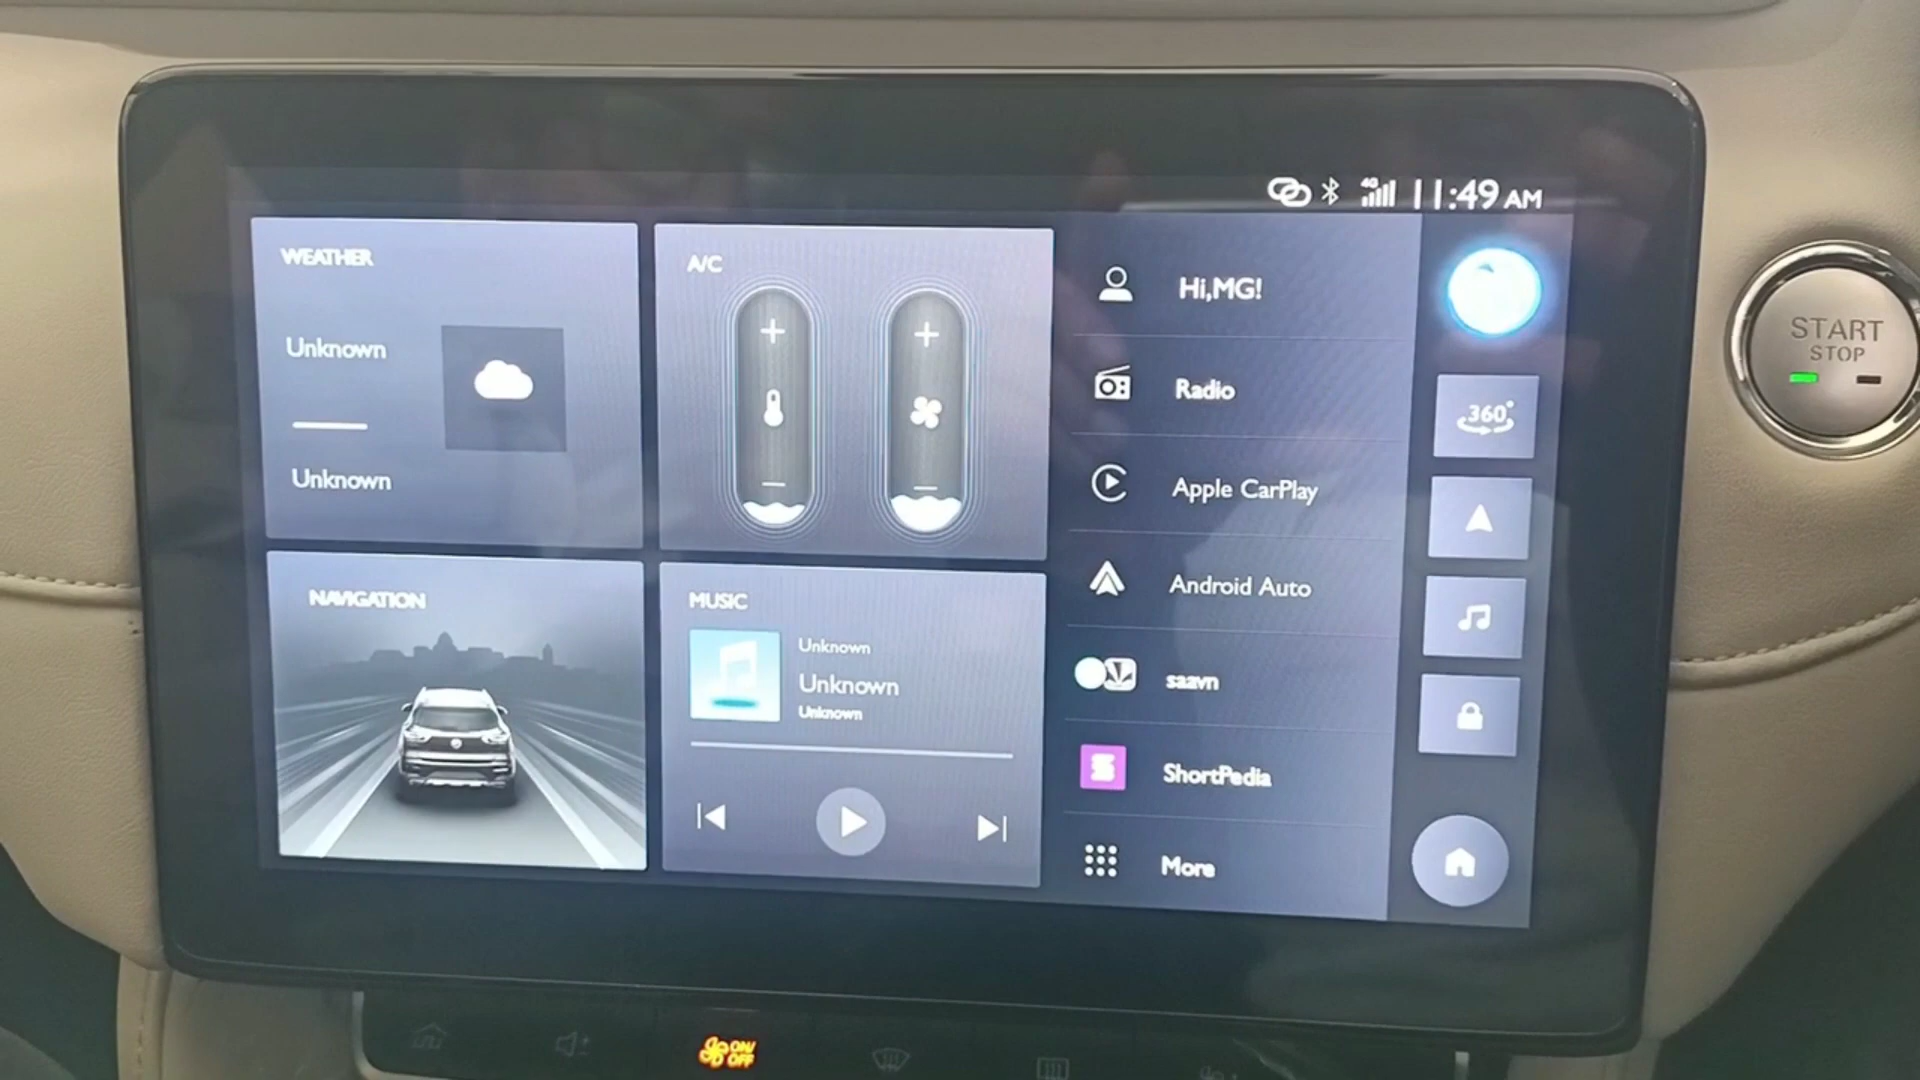 4G 11:49 AM
WEATHER
Unknown
Unknown
A/C
NAVIGATION
MUSIC
Unknown
Unknown
Unknown
Hi,MG!
Radio
Apple CarPlay
Android Auto
saavn
ShortPedia
More
360°
START
STOP
ON/
OFF